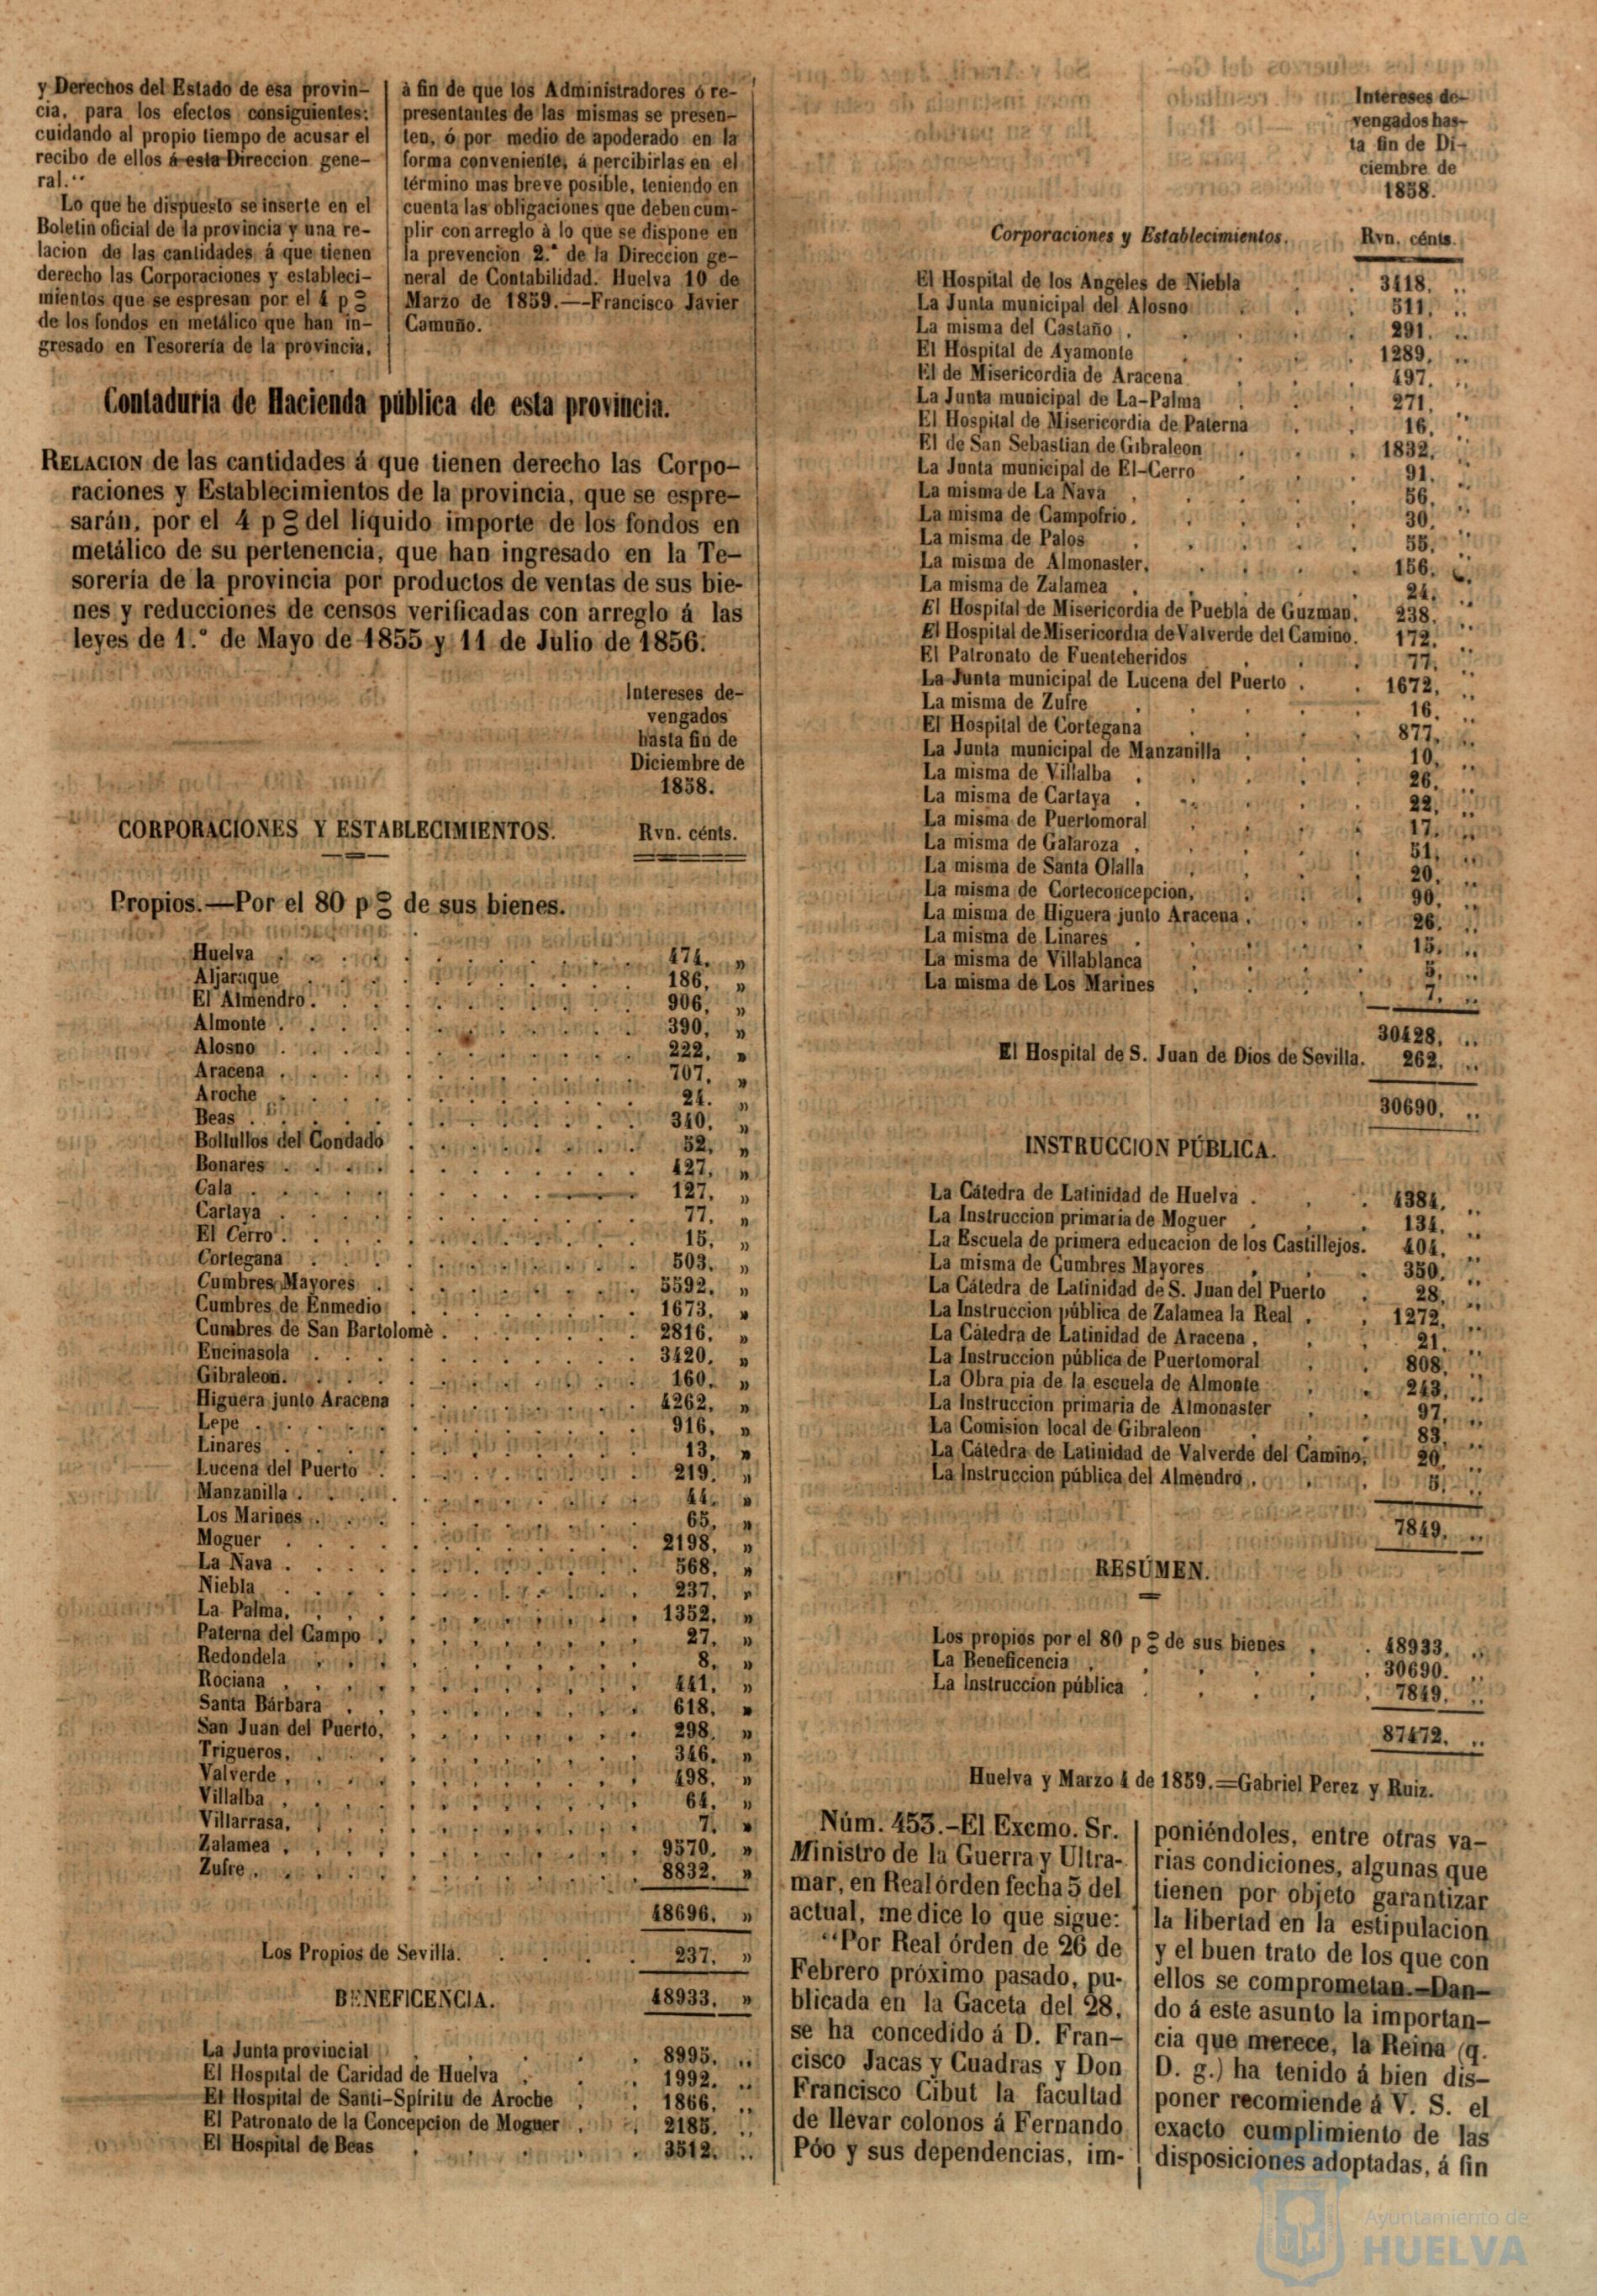 y Derechos del Estado de esa provin-
cia, para los efectos consiguientes;
cuidando al propio tiempo de acusar el
recibo de ellos á esta Direccion gene-
ral."
Lo que he dispuesto se inserte en el
Boletin oficial de la provincia y una re-
lacion de las cantidades á que tienen
derecho las Corporaciones y estableci-
mientos que se espresan por el 4 p%
de los fondos en metálico que han in-
gresado en Tesorería de la provincia,
à fin de que los Administradores ó re-
presentantes de las mismas se presen-
ten, ó por medio de apoderado en la
forma conveniente, á percibirlas en el
término mas breve posible, teniendo en
cuenta las obligaciones que deben cum-
plir con arreglò à lo que se dispone en
la prevencion 2.ª de la Direccion ge-
neral de Contabilidad. Huelva 10 de
Marzo de 1859.—-Francisco Javier
Camuño.
Contaduría de Hacienda pública de esta provincia.
RELACION de las cantidades á que tienen derecho las Corpo-
raciones y Establecimientos de la provincia, que se espre-
sarán, por el 4 p% del líquido importe de los fondos en
metálico de su pertenencia, que han ingresado en la Te-
sorería de la provincia por productos de ventas de sus bie-
nes y reducciones de censos verificadas con arreglo á las
leyes de 1.º de Mayo de 1855 y 11 de Julio de 1856.
Intereses de-
vengados
hasta fin de
Diciembre de
1858.
CORPORACIONES Y ESTABLECIMIENTOS. Rvn. cénts.
Propios.—Por el 80 p% de sus bienes.
Huelva . . . 474. „
Aljaraque . . . 186. „
El Almendro . . . 906. „
Almonte . . . 390. „
Alosno . . . 222. „
Aracena . . . 707. „
Aroche . . . 24. „
Beas . . . 340. „
Bollullos del Condado . . . 52. „
Bonares . . . 427. „
Cala . . . 127. „
Cartaya . . . 77. „
El Cerro . . . 15. „
Cortegana . . . 503. „
Cumbres Mayores . . . 5592. „
Cumbres de Enmedio . . . 1673. „
Cumbres de San Bartolomè . . . 2816. „
Encinasola . . . 3420. „
Gibraleon . . . 160. „
Higuera junto Aracena . . . 4262. „
Lepe . . . 916. „
Linares . . . 13. „
Lucena del Puerto . . . 219. „
Manzanilla . . . 44. „
Los Marines . . . 65. „
Moguer . . . 2198. „
La Nava . . . 568. „
Niebla . . . 237. „
La Palma, . . . 1352. „
Paterna del Campo . . . 27. „
Redondela . . . 8. „
Rociana . . . 441. „
Santa Bárbara . . . 618. „
San Juan del Puerto, . . . 298. „
Trigueros, . . . 346. „
Valverde , . . . 498. „
Villalba . . . 64. „
Villarrasa, . . . 7. „
Zalamea . . . 9570. „
Zufre . . . 8832. „
48696. „
Los Propios de Sevilla. . . . 237. „
48933. „
BENEFICENCIA.
La Junta provincial . . . 8995. ..
El Hospital de Caridad de Huelva . . . 1992. ..
El Hospital de Santi-Spíritu de Aroche . . . 1866. ..
El Patronato de la Concepcion de Moguer . . . 2185. ..
El Hospital de Beas . . . 3512. ..
Intereses de-
vengados has-
ta fin de Di-
ciembre de
1858.
Corporaciones y Establecimientos. Rvn. cénts.
El Hospital de los Angeles de Niebla . . 3418. ..
La Junta municipal del Alosno . . . 511. ..
La misma del Castaño . . . 291. ..
El Hospital de Ayamonte . . . 1289. ..
El de Misericordia de Aracena . . . 497. ..
La Junta municipal de La-Palma . . . 271. ..
El Hospital de Misericordia de Paterna . . 16. ..
El de San Sebastian de Gibraleon . . . 1832. ..
La Junta municipal de El-Cerro . . . 91. ..
La misma de La Nava . . . 56. ..
La misma de Campofrio. . . . 30. ..
La misma de Palos . . . 55. ..
La misma de Almonaster, . . . 156. ..
La misma de Zalamea . . . 24. ..
El Hospital de Misericordia de Puebla de Guzman. 238. ..
El Hospital de Misericordia de Valverde del Camino. 172. ..
El Patronato de Fuenteheridos . . . 77. ..
La Junta municipal de Lucena del Puerto . . 1672. ..
La misma de Zufre . . . 16. ..
El Hospital de Cortegana . . . 877. ..
La Junta municipal de Manzanilla . . . 10. ..
La misma de Villalba . . . 26. ..
La misma de Cartaya . . . 22. ..
La misma de Puertomoral . . . 17. ..
La misma de Galaroza . . . 51. ..
La misma de Santa Olalla . . . 20. ..
La misma de Corteconcepcion, . . . 90. ..
La misma de Higuera junto Aracena . . . 26. ..
La misma de Linares . . . 15. ..
La misma de Villablanca . . . 5. ..
La misma de Los Marines . . . 7. ..
30428. ..
El Hospital de S. Juan de Dios de Sevilla. 262. ..
30690. ..
INSTRUCCION PÚBLICA.
La Cátedra de Latinidad de Huelva . . . 4384. ..
La Instruccion primaria de Moguer . . . 134. ..
La Escuela de primera educacion de los Castillejos. 404. ..
La misma de Cumbres Mayores . . . 350. ..
La Cátedra de Latinidad de S. Juan del Puerto . 28. ..
La Instruccion pública de Zalamea la Real . . 1272. ..
La Cátedra de Latinidad de Aracena . . . 21. ..
La Instruccion pública de Puertomoral . . 808. ..
La Obra pia de la escuela de Almonte . . 243. ..
La Instruccion primaria de Almonaster . . 97. ..
La Comision local de Gibraleon . . . 83. ..
La Cátedra de Latinidad de Valverde del Camino, 20. ..
La Instruccion pública del Almendro . . . 5. ..
7849. ..
RESÚMEN.
Los propios por el 80 p% de sus bienes . . 48933. ..
La Beneficencia . . . 30690. ..
La Instruccion pública . . . 7849. ..
87472. ..
Huelva y Marzo 4 de 1859.=Gabriel Perez y Ruiz.
Núm. 453.-El Excmo. Sr.
Ministro de la Guerra y Ultra-
mar, en Real órden fecha 5 del
actual, me dice lo que sigue:
"Por Real órden de 26 de
Febrero próximo pasado, pu-
blicada en la Gaceta del 28,
se ha concedido á D. Fran-
cisco Jacas y Cuadras y Don
Francisco Cibut la facultad
de llevar colonos á Fernando
Póo y sus dependencias, im-
poniéndoles, entre otras va-
rias condiciones, algunas que
tienen por objeto garantizar
la libertad en la estipulacion
y el buen trato de los que con
ellos se comprometan.—Dan-
do á este asunto la importan-
cia que merece, la Reina (q.
D. g.) ha tenido á bien dis-
poner recomiende á V. S. el
exacto cumplimiento de las
disposiciones adoptadas, á fin
Ayuntamiento de
HUELVA